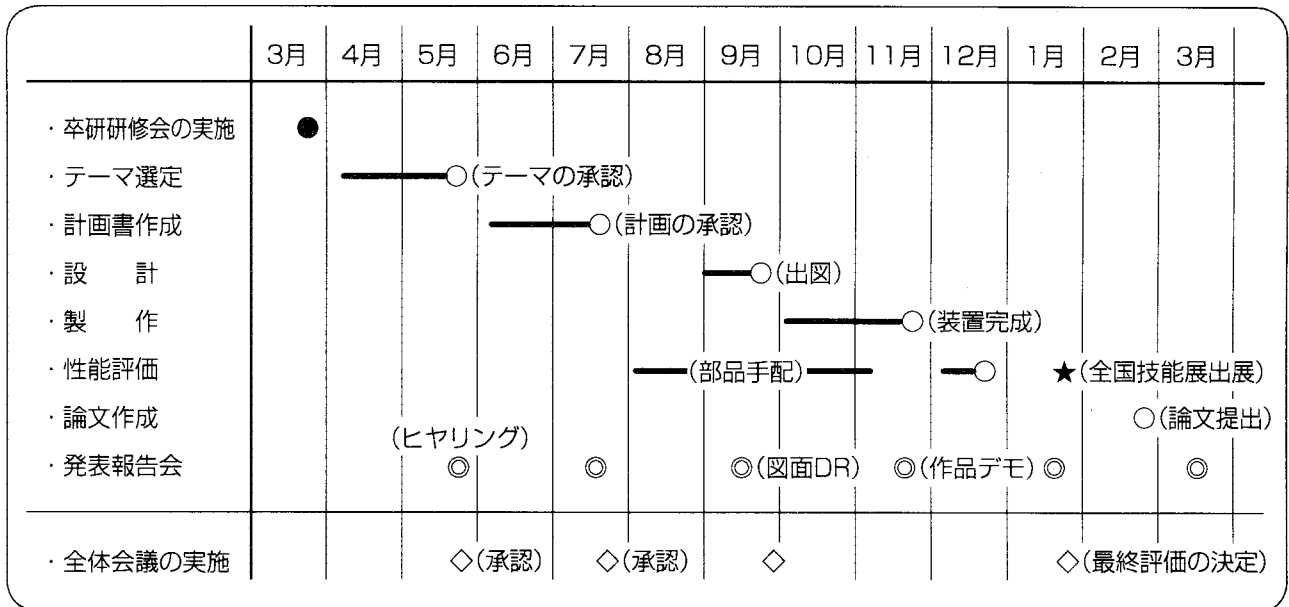 3月 4月 5月 6月 7月 8月 9月 10月 11月 12月 1月 2月 3月
・卒研研修会の実施 ●
・テーマ選定 ○(テーマの承認)
・計画書作成 ○(計画の承認)
・設　計 ○(出図)
・製　作 ○(装置完成)
・性能評価 (部品手配) ○ ★(全国技能展出展)
・論文作成 ○(論文提出)
(ヒヤリング)
・発表報告会 ◎ ◎ ◎(図面DR) ◎(作品デモ) ◎ ◎
・全体会議の実施 ◇(承認) ◇(承認) ◇ ◇(最終評価の決定)